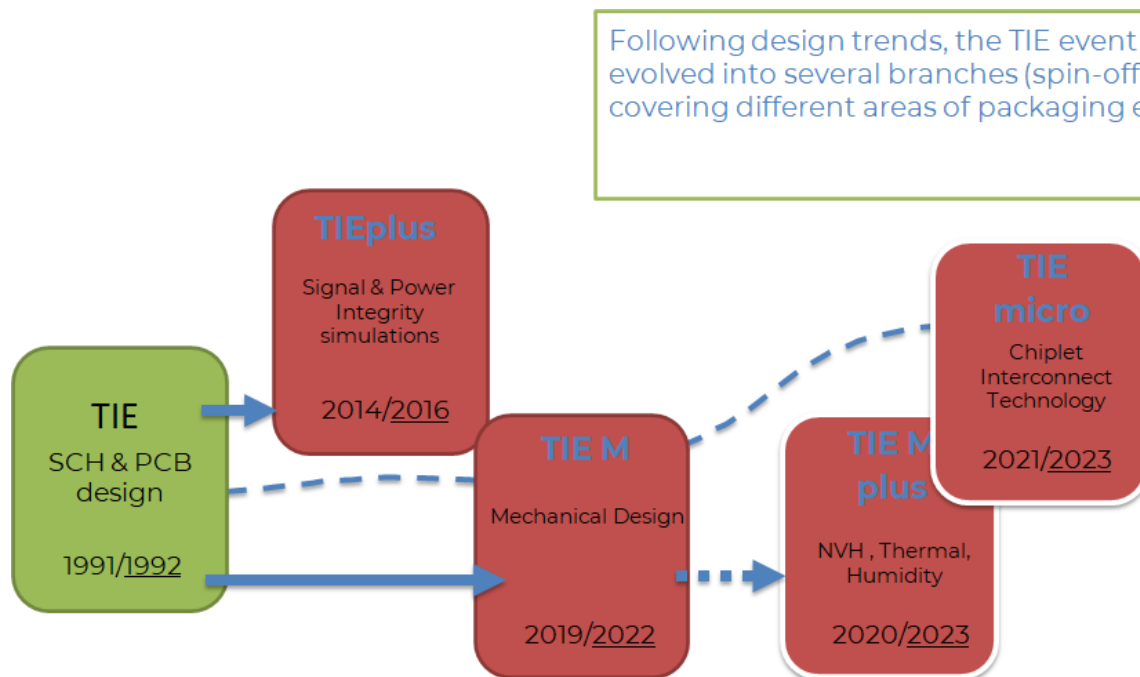 Following design trends, the TIE event
evolved into several branches (spin-off
covering different areas of packaging
TIEplus
Signal & Power
Integrity
simulations
2014/2016
TIE
SCH & PCB
design
1991/1992
TIE M
Mechanical Design
2019/2022
TIE M
plus
NVH , Thermal,
Humidity
2020/2023
TIE
micro
Chiplet
Interconnect
Technology
2021/2023